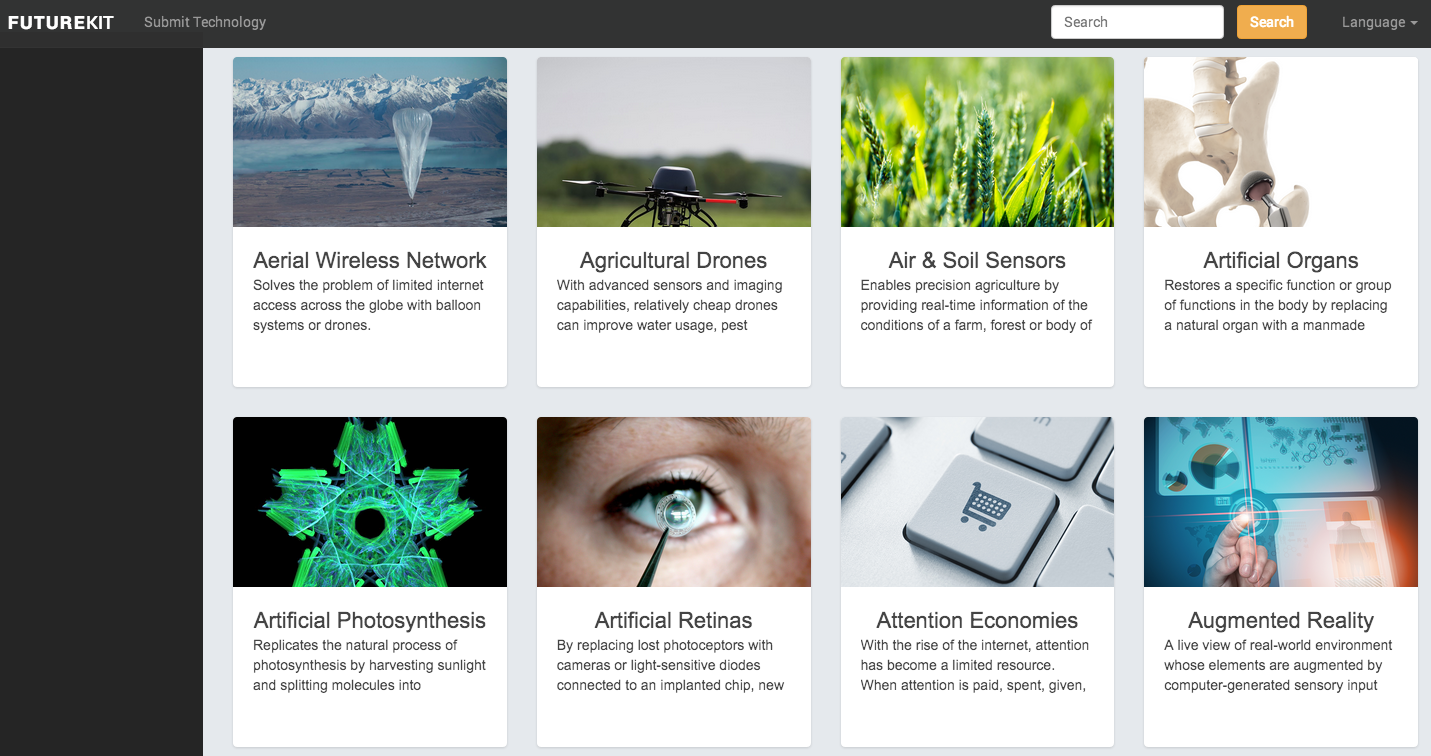 FUTUREKIT
Submit Technology
Search
Search
Language
Aerial Wireless Network
Solves the problem of limited internet
access across the globe with balloon
systems or drones.
Agricultural Drones
With advanced sensors and imaging
capabilities, relatively cheap drones
can improve water usage, pest
Air & Soil Sensors
Enables precision agriculture by
providing real-time information of the
conditions of a farm, forest or body of
Artificial Organs
Restores a specific function or group
of functions in the body by replacing
a natural organ with a manmade
Artificial Photosynthesis
Replicates the natural process of
photosynthesis by harvesting sunlight
and splitting molecules into
Artificial Retinas
By replacing lost photoceptors with
cameras or light-sensitive diodes
connected to an implanted chip, new
Attention Economies
With the rise of the internet, attention
has become a limited resource.
When attention is paid, spent, given,
Augmented Reality
A live view of real-world environment
whose elements are augmented by
computer-generated sensory input